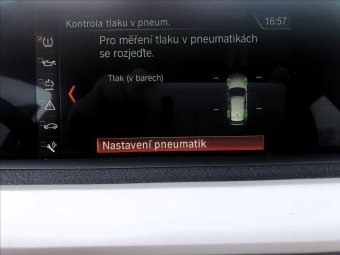 Kontrola tlaku v pneum.
16:57
Pro měření tlaku v pneumatikách
se rozjeďte.
Tlak (v barech)
--
--
--
--
Nastavení pneumatik